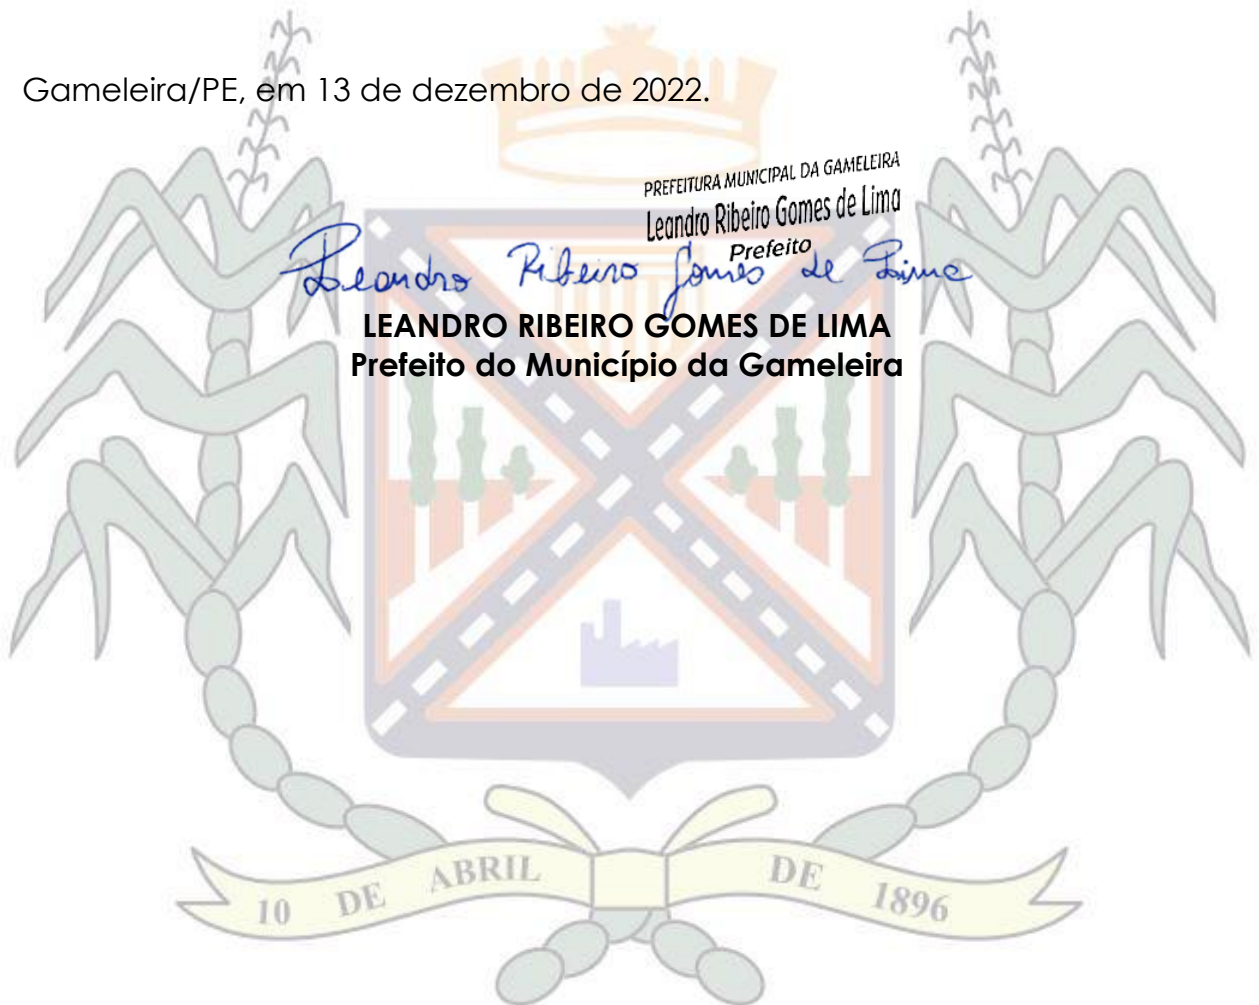 Gameleira/PE, em 13 de dezembro de 2022.
PREFEITURA MUNICIPAL DA GAMELEIRA
Leandro Ribeiro Gomes de Lima
Prefeito
Leandro Ribeiro Gomes de Lima
LEANDRO RIBEIRO GOMES DE LIMA
Prefeito do Município da Gameleira
10 DE ABRIL DE 1896